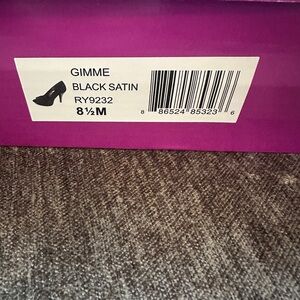 GIMME
BLACK SATIN
RY9232
8½M
8 86524 85323 6